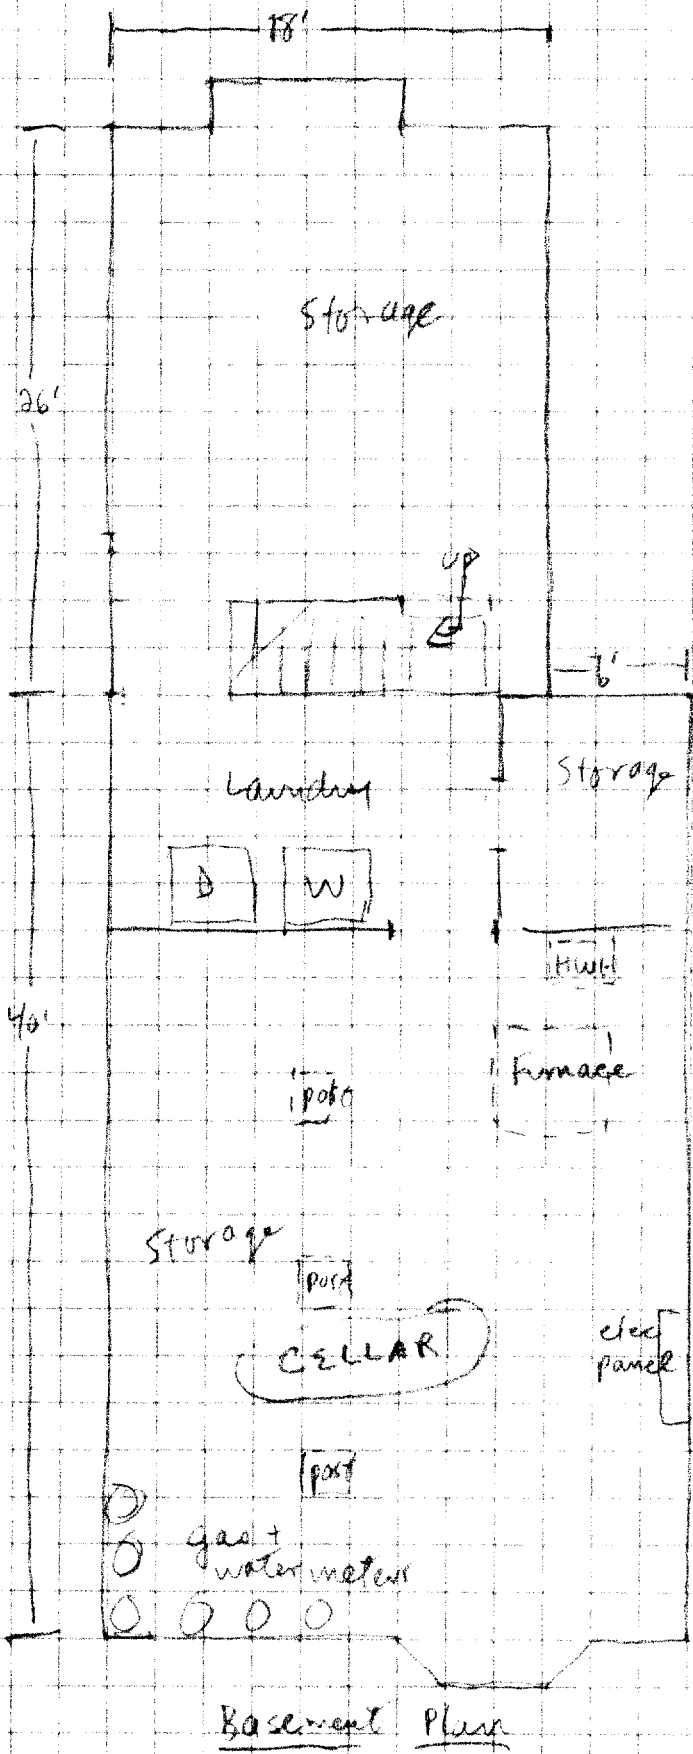 18'
Storage
26'
UP
6'
Laundry
Storage
D
W
HWH
40'
Furnace
post
Storage
post
CELLAR
elec
panel
post
gas +
water meters
Basement Plan